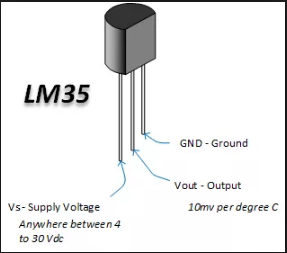 LM35
GND - Ground
Vout - Output
10mv per degree C
Vs - Supply Voltage
Anywhere between 4
to 30 Vdc